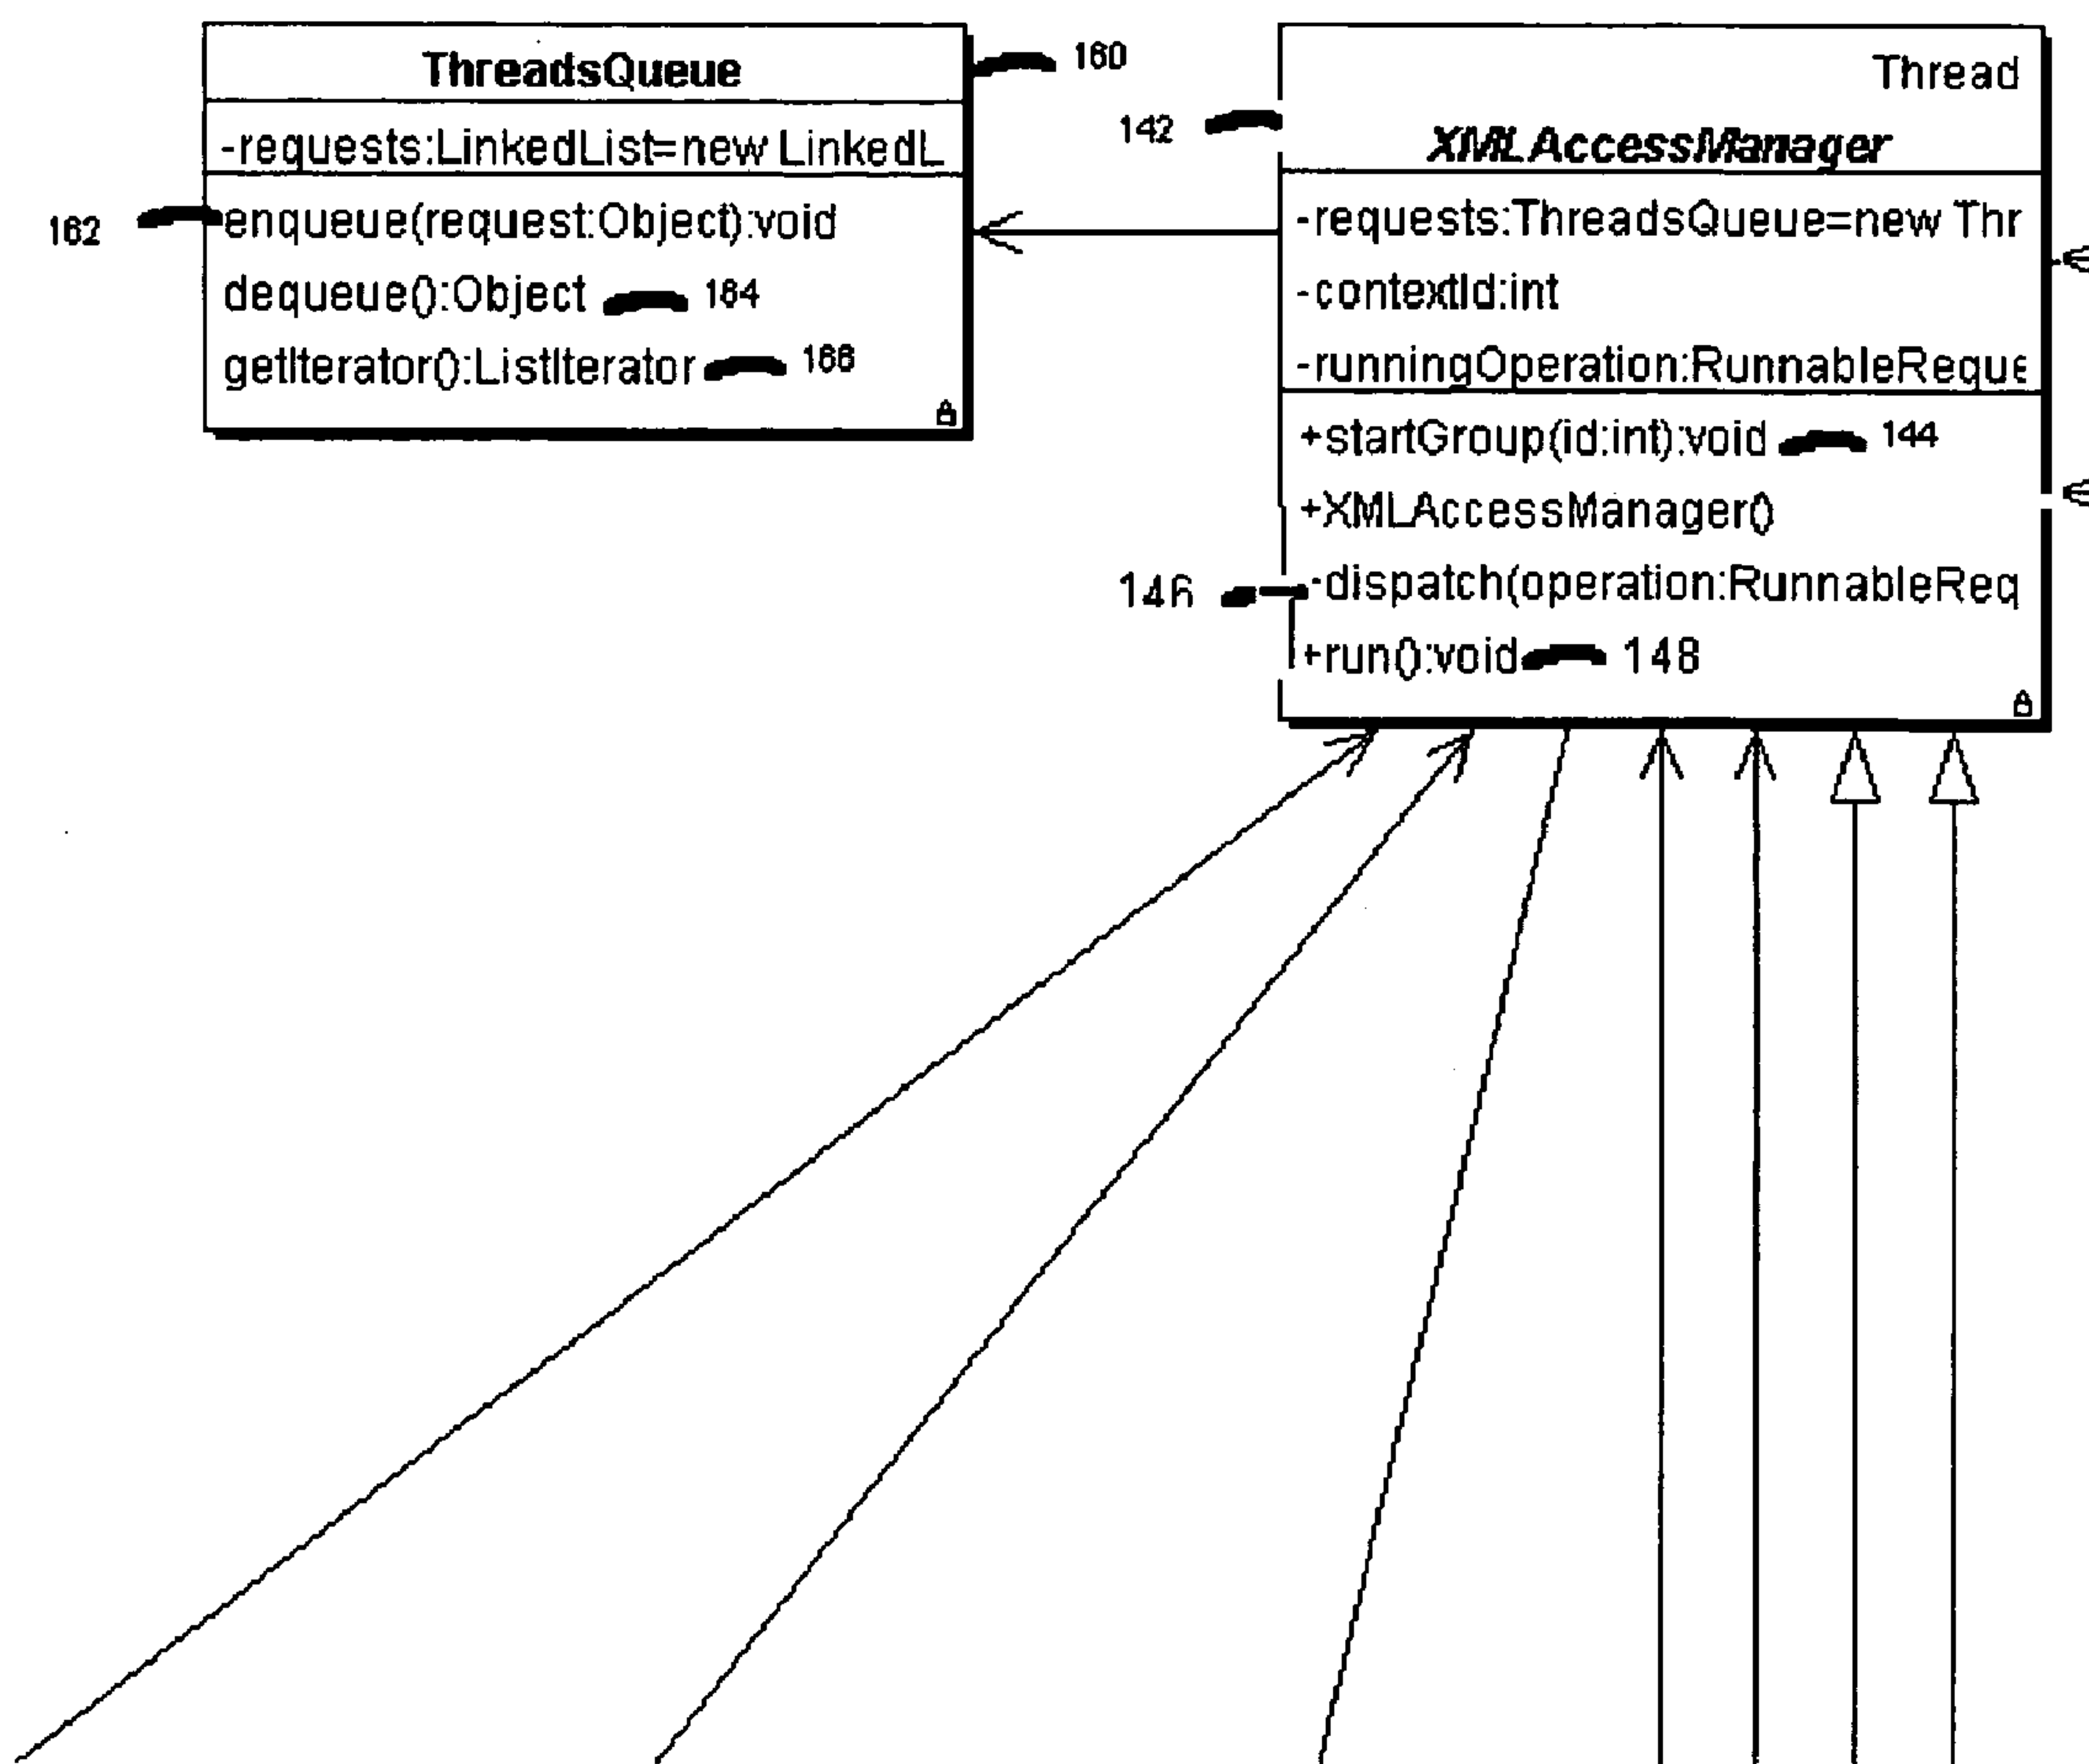 ThreadsQueue
160
-requests:LinkedList=new LinkedL
162
enqueue(request:Object):void
dequeue():Object
164
getIterator():ListIterator
166
Thread
142
XMLAccessManager
-requests:ThreadsQueue=new Thr
-contextId:int
-runningOperation:RunnableReque
+startGroup(id:int):void
144
+XMLAccessManager()
146
-dispatch(operation:RunnableReq
+run():void
148